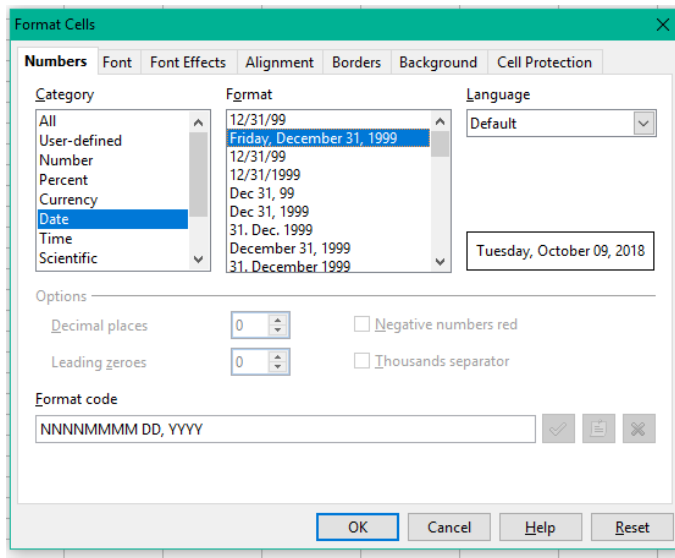 Format Cells
Numbers Font Font Effects Alignment Borders Background Cell Protection
Category Format Language
All
User-defined
Number
Percent
Currency
Date
Time
Scientific
12/31/99
Friday, December 31, 1999
12/31/99
12/31/1999
Dec 31, 99
Dec 31, 1999
31. Dec. 1999
December 31, 1999
31. December 1999
Default
Tuesday, October 09, 2018
Options
Decimal places 0 Negative numbers red
Leading zeroes 0 Thousands separator
Format code
NNNNMMMM DD, YYYY
OK Cancel Help Reset